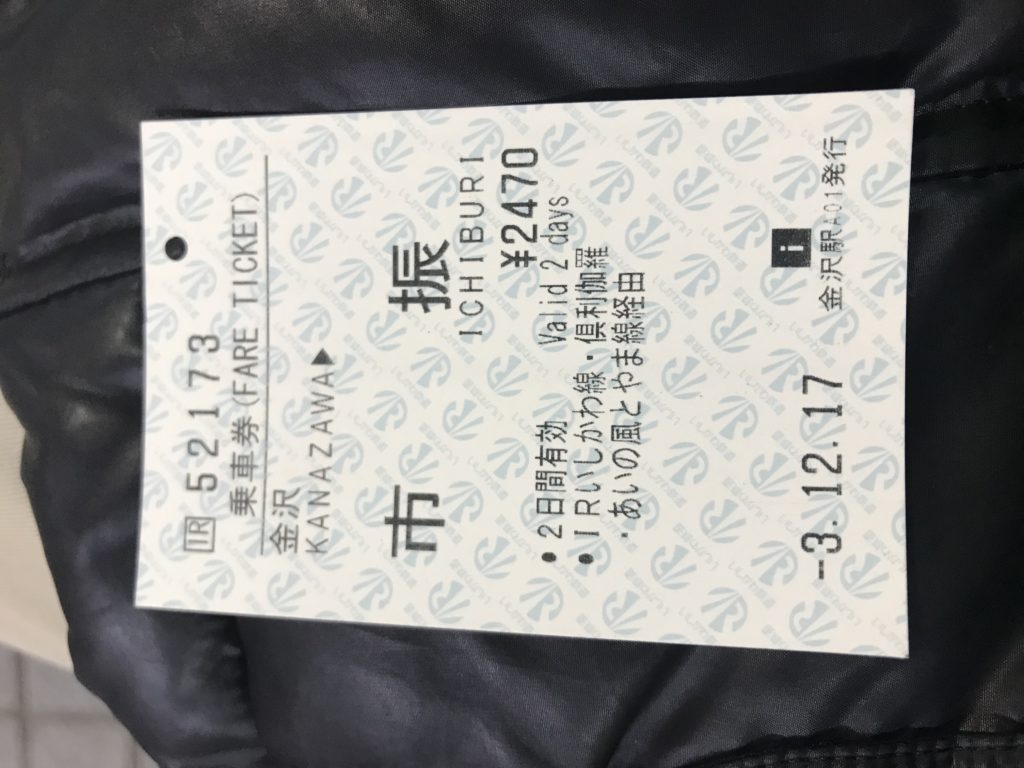 IR 52173
乗車券(FARE TICKET)
金沢
KANAZAWA▶
市 振
ICHIBURI
¥2470
●2日間有効 Valid 2 days
●IRいしかわ線・倶利伽羅
・あいの風とやま線経由
i
-3.12.17 金沢駅A01発行